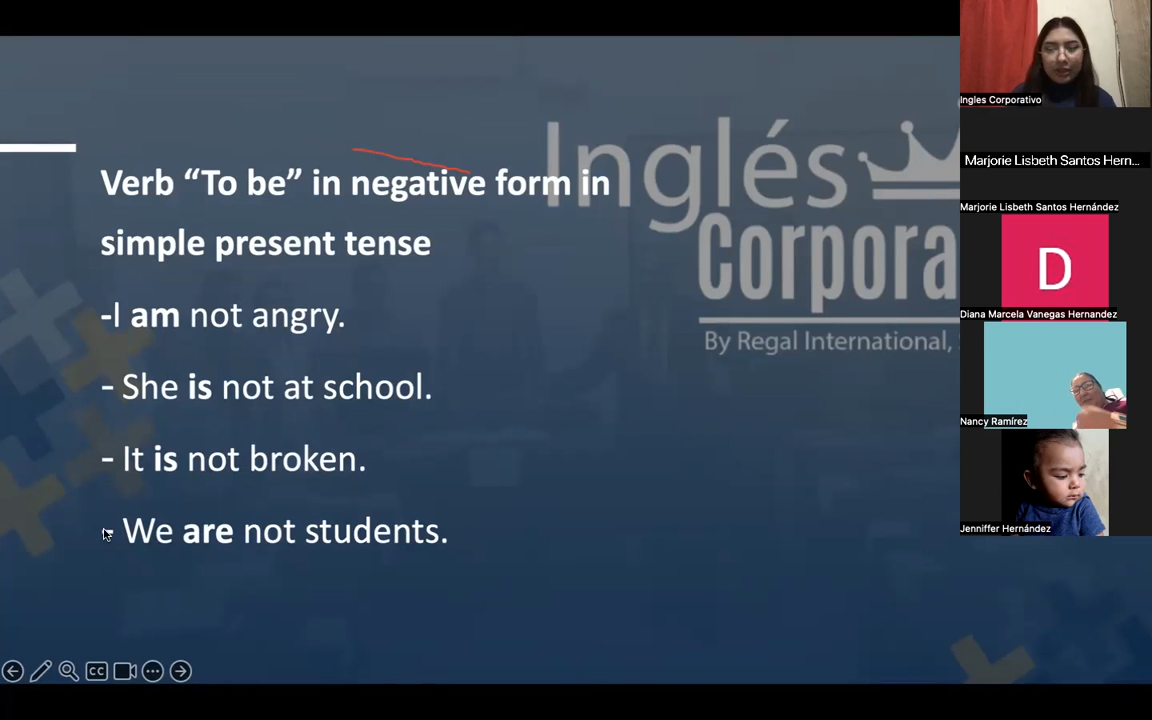 Verb “To be” in negative form in
simple present tense
-I am not angry.
- She is not at school.
- It is not broken.
- We are not students.
Inglés
Corpora
By Regal International,
CC
Ingles Corporativo
Marjorie Lisbeth Santos Hern...
Marjorie Lisbeth Santos Hernández
D
Diana Marcela Vanegas Hernandez
Nancy Ramírez
Jenniffer Hernández